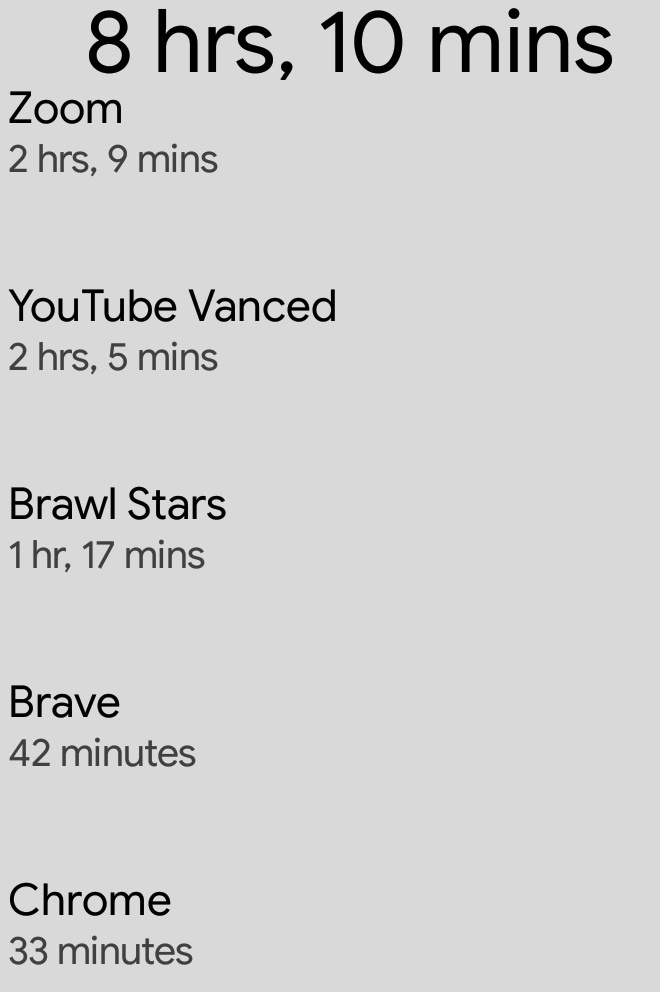 8 hrs, 10 mins
Zoom
2 hrs, 9 mins
YouTube Vanced
2 hrs, 5 mins
Brawl Stars
1 hr, 17 mins
Brave
42 minutes
Chrome
33 minutes